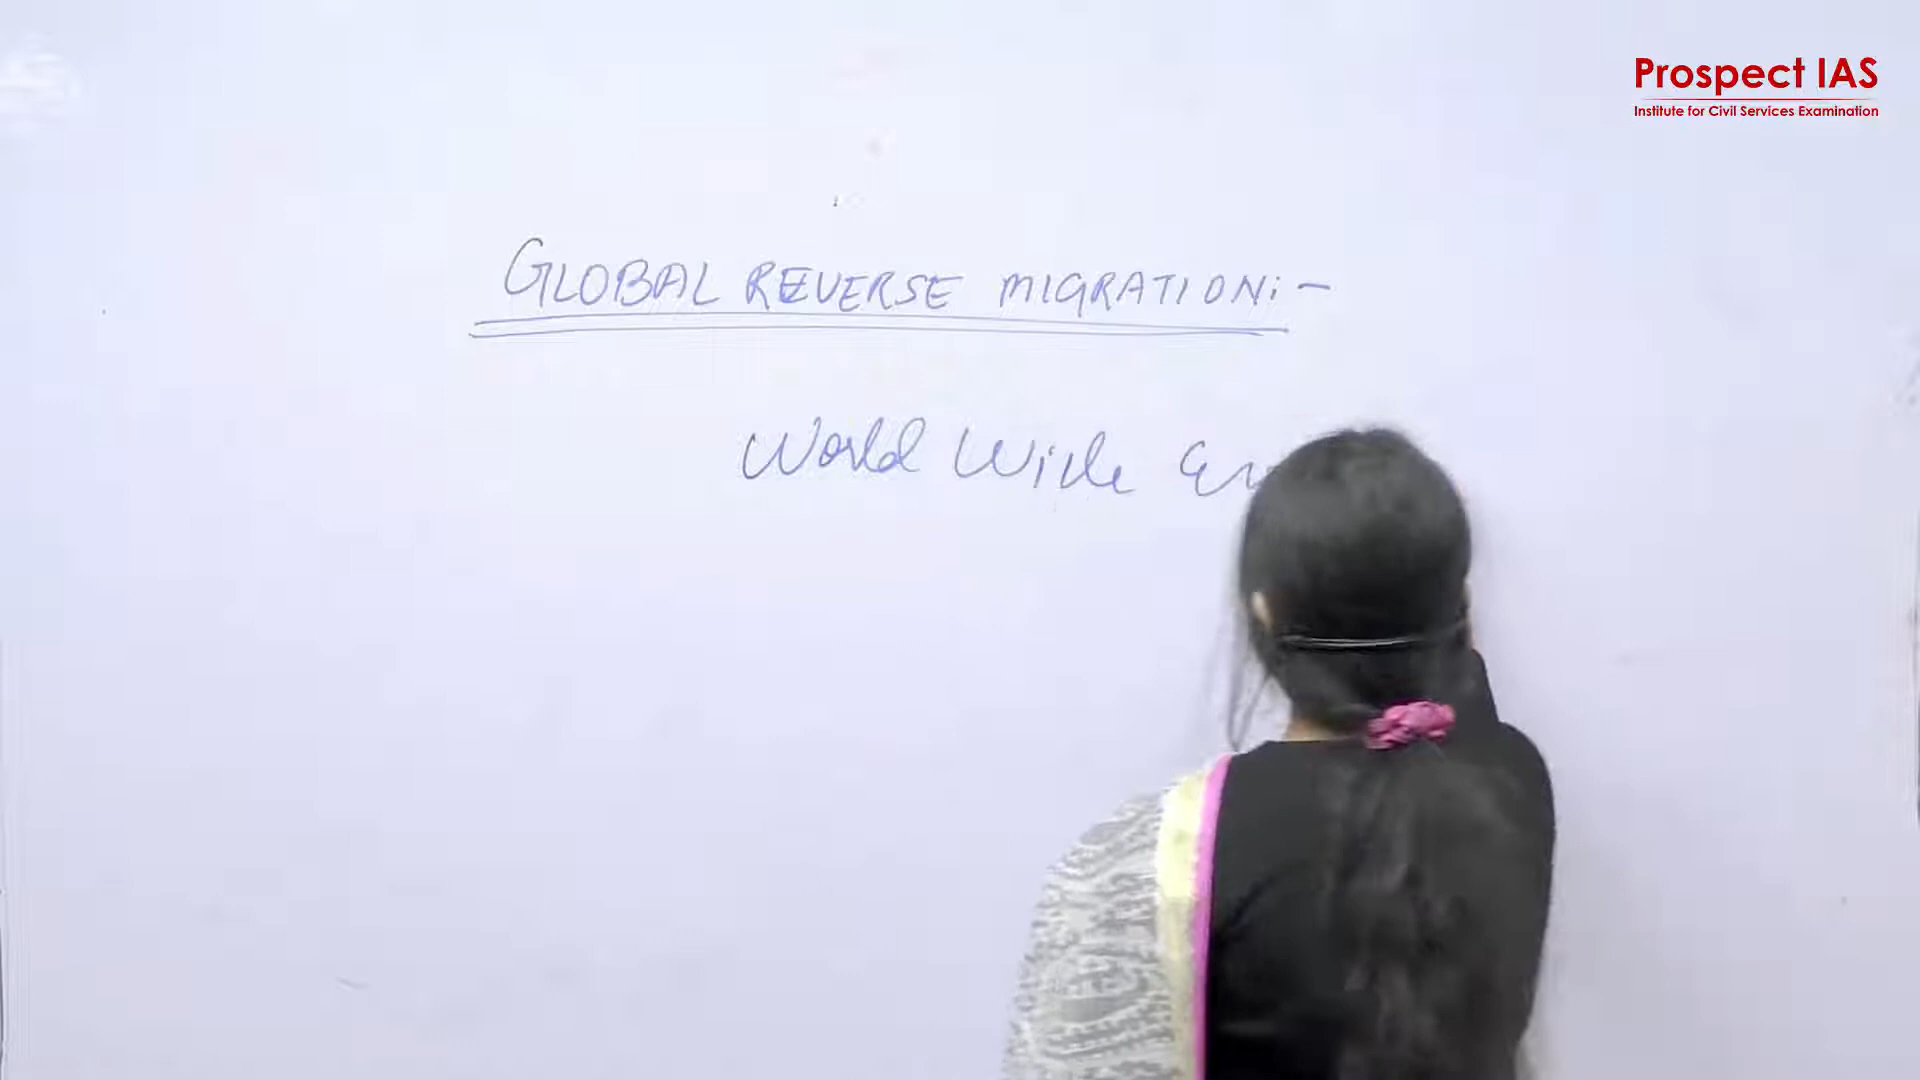 Prospect IAS
Institute for Civil Services Examination
GLOBAL REVERSE MIGRATION:-
World Wide